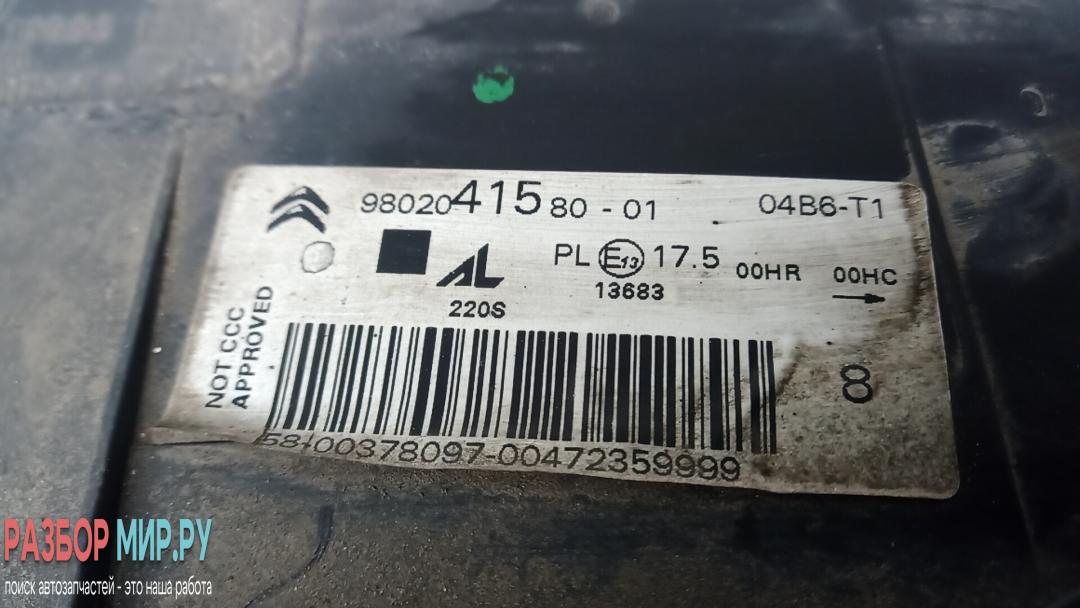 9802041580 - 01 04B6-T1
AL PL E13 17.5 00HR 00HC
13683
220S
NOT CCC
APPROVED
8
00378097-00472359999
РАЗБОР МИР.РУ
поиск автозапчастей - это наша работа